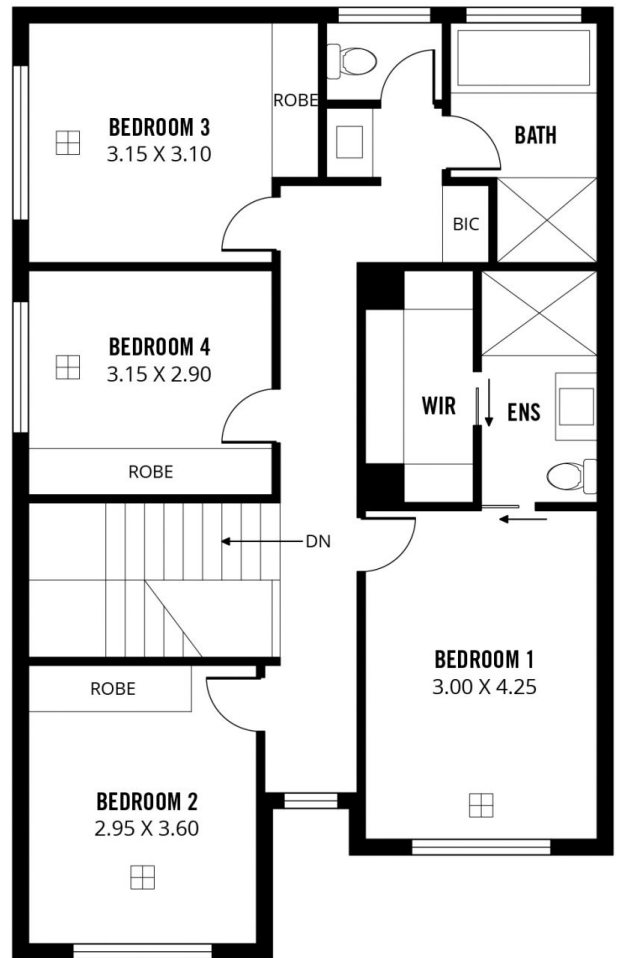 ROBE
BEDROOM 3
3.15 X 3.10
BATH
BIC
BEDROOM 4
3.15 X 2.90
WIR
ENS
ROBE
DN
BEDROOM 1
3.00 X 4.25
ROBE
BEDROOM 2
2.95 X 3.60